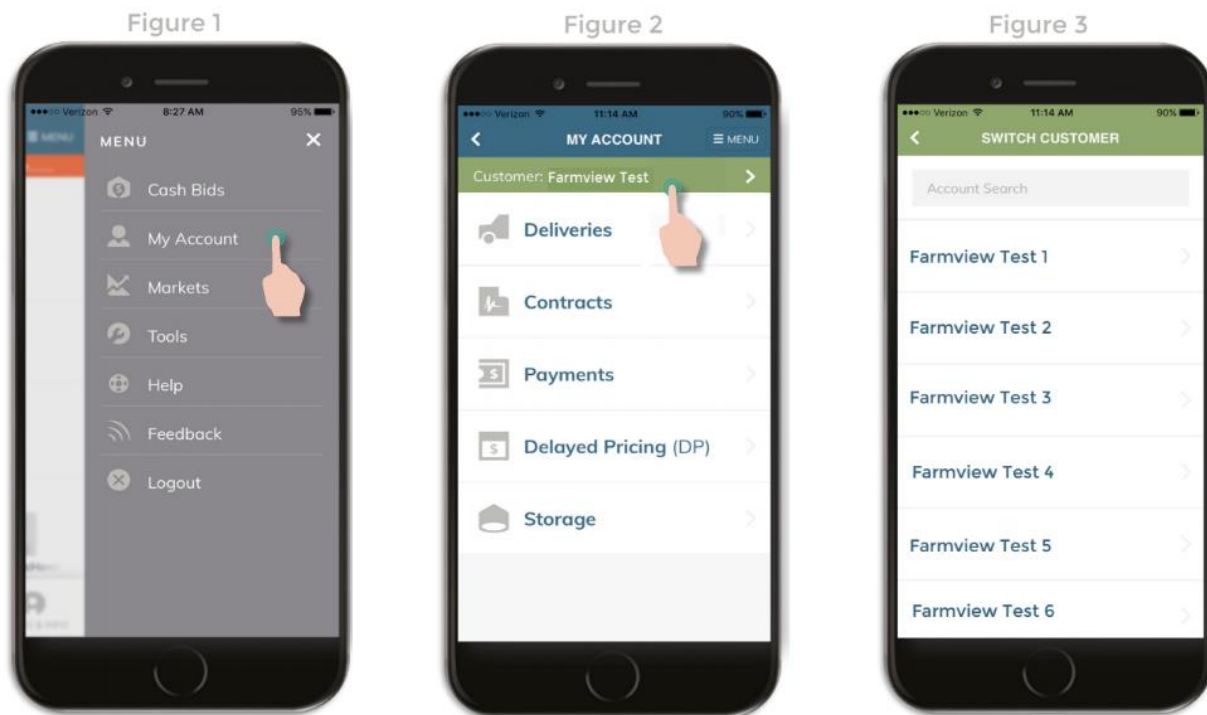 Figure 1
Verizon 8:27 AM 95%
MENU
MENU
Cash Bids
My Account
Markets
Tools
Help
Feedback
Logout
Figure 2
Verizon 11:14 AM 90%
MY ACCOUNT
MENU
Customer: Farmview Test
Deliveries
$
Contracts
Payments
$
Delayed Pricing (DP)
Storage
Figure 3
Verizon 11:14 AM 90%
SWITCH CUSTOMER
Account Search
Farmview Test 1
Farmview Test 2
Farmview Test 3
Farmview Test 4
Farmview Test 5
Farmview Test 6